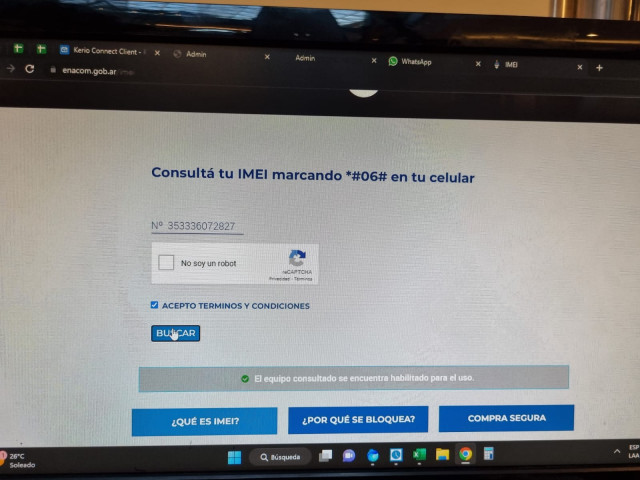 Kerio Connect Client -
Admin
Admin
WhatsApp
IMEI
enacom.gob.ar/imei
Consultá tu IMEI marcando *#06# en tu celular
Nº 353336072827
No soy un robot
reCAPTCHA
Privacidad - Términos
ACEPTO TERMINOS Y CONDICIONES
BUSCAR
El equipo consultado se encuentra habilitado para el uso.
¿QUÉ ES IMEI?
¿POR QUÉ SE BLOQUEA?
COMPRA SEGURA
26°C
Soleado
Búsqueda
ESP
LAA